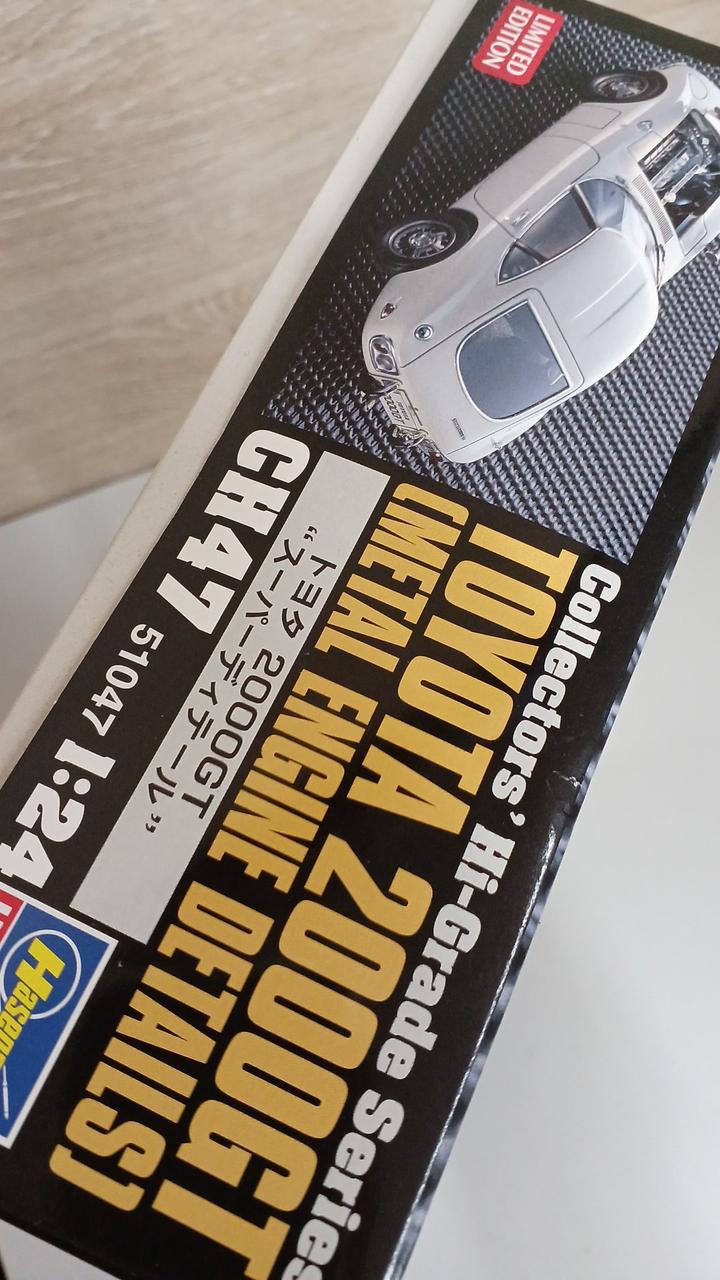 LIMITED
EDITION
Collectors' Hi-Grade Series
TOYOTA 2000GT
(METAL ENGINE DETAILS)
トヨタ 2000GT
“スーパーディテール”
CH47 51047 1:24